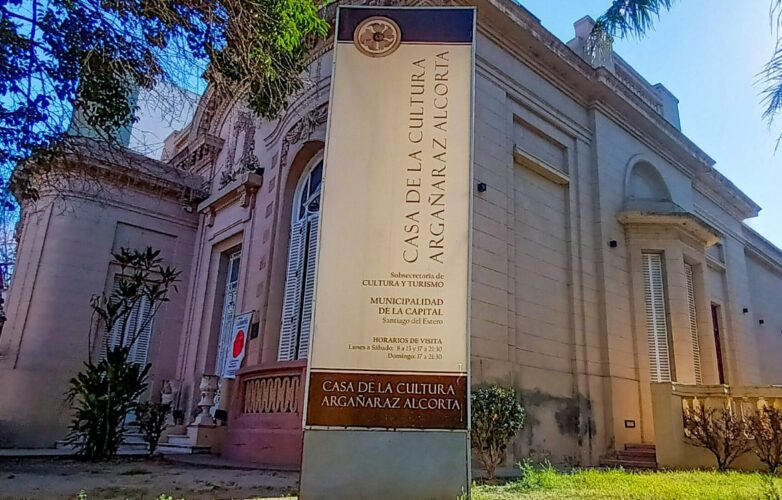 CASA DE LA CULTURA
ARGAÑARAZ ALCORTA
Subsecretaría de
CULTURA Y TURISMO
MUNICIPALIDAD
DE LA CAPITAL
Santiago del Estero
HORARIOS DE VISITA
Lunes a Sábado: 8 a 13 y 17 a 21:30
Domingo: 17 a 21:30
CASA DE LA CULTURA
ARGAÑARAZ ALCORTA